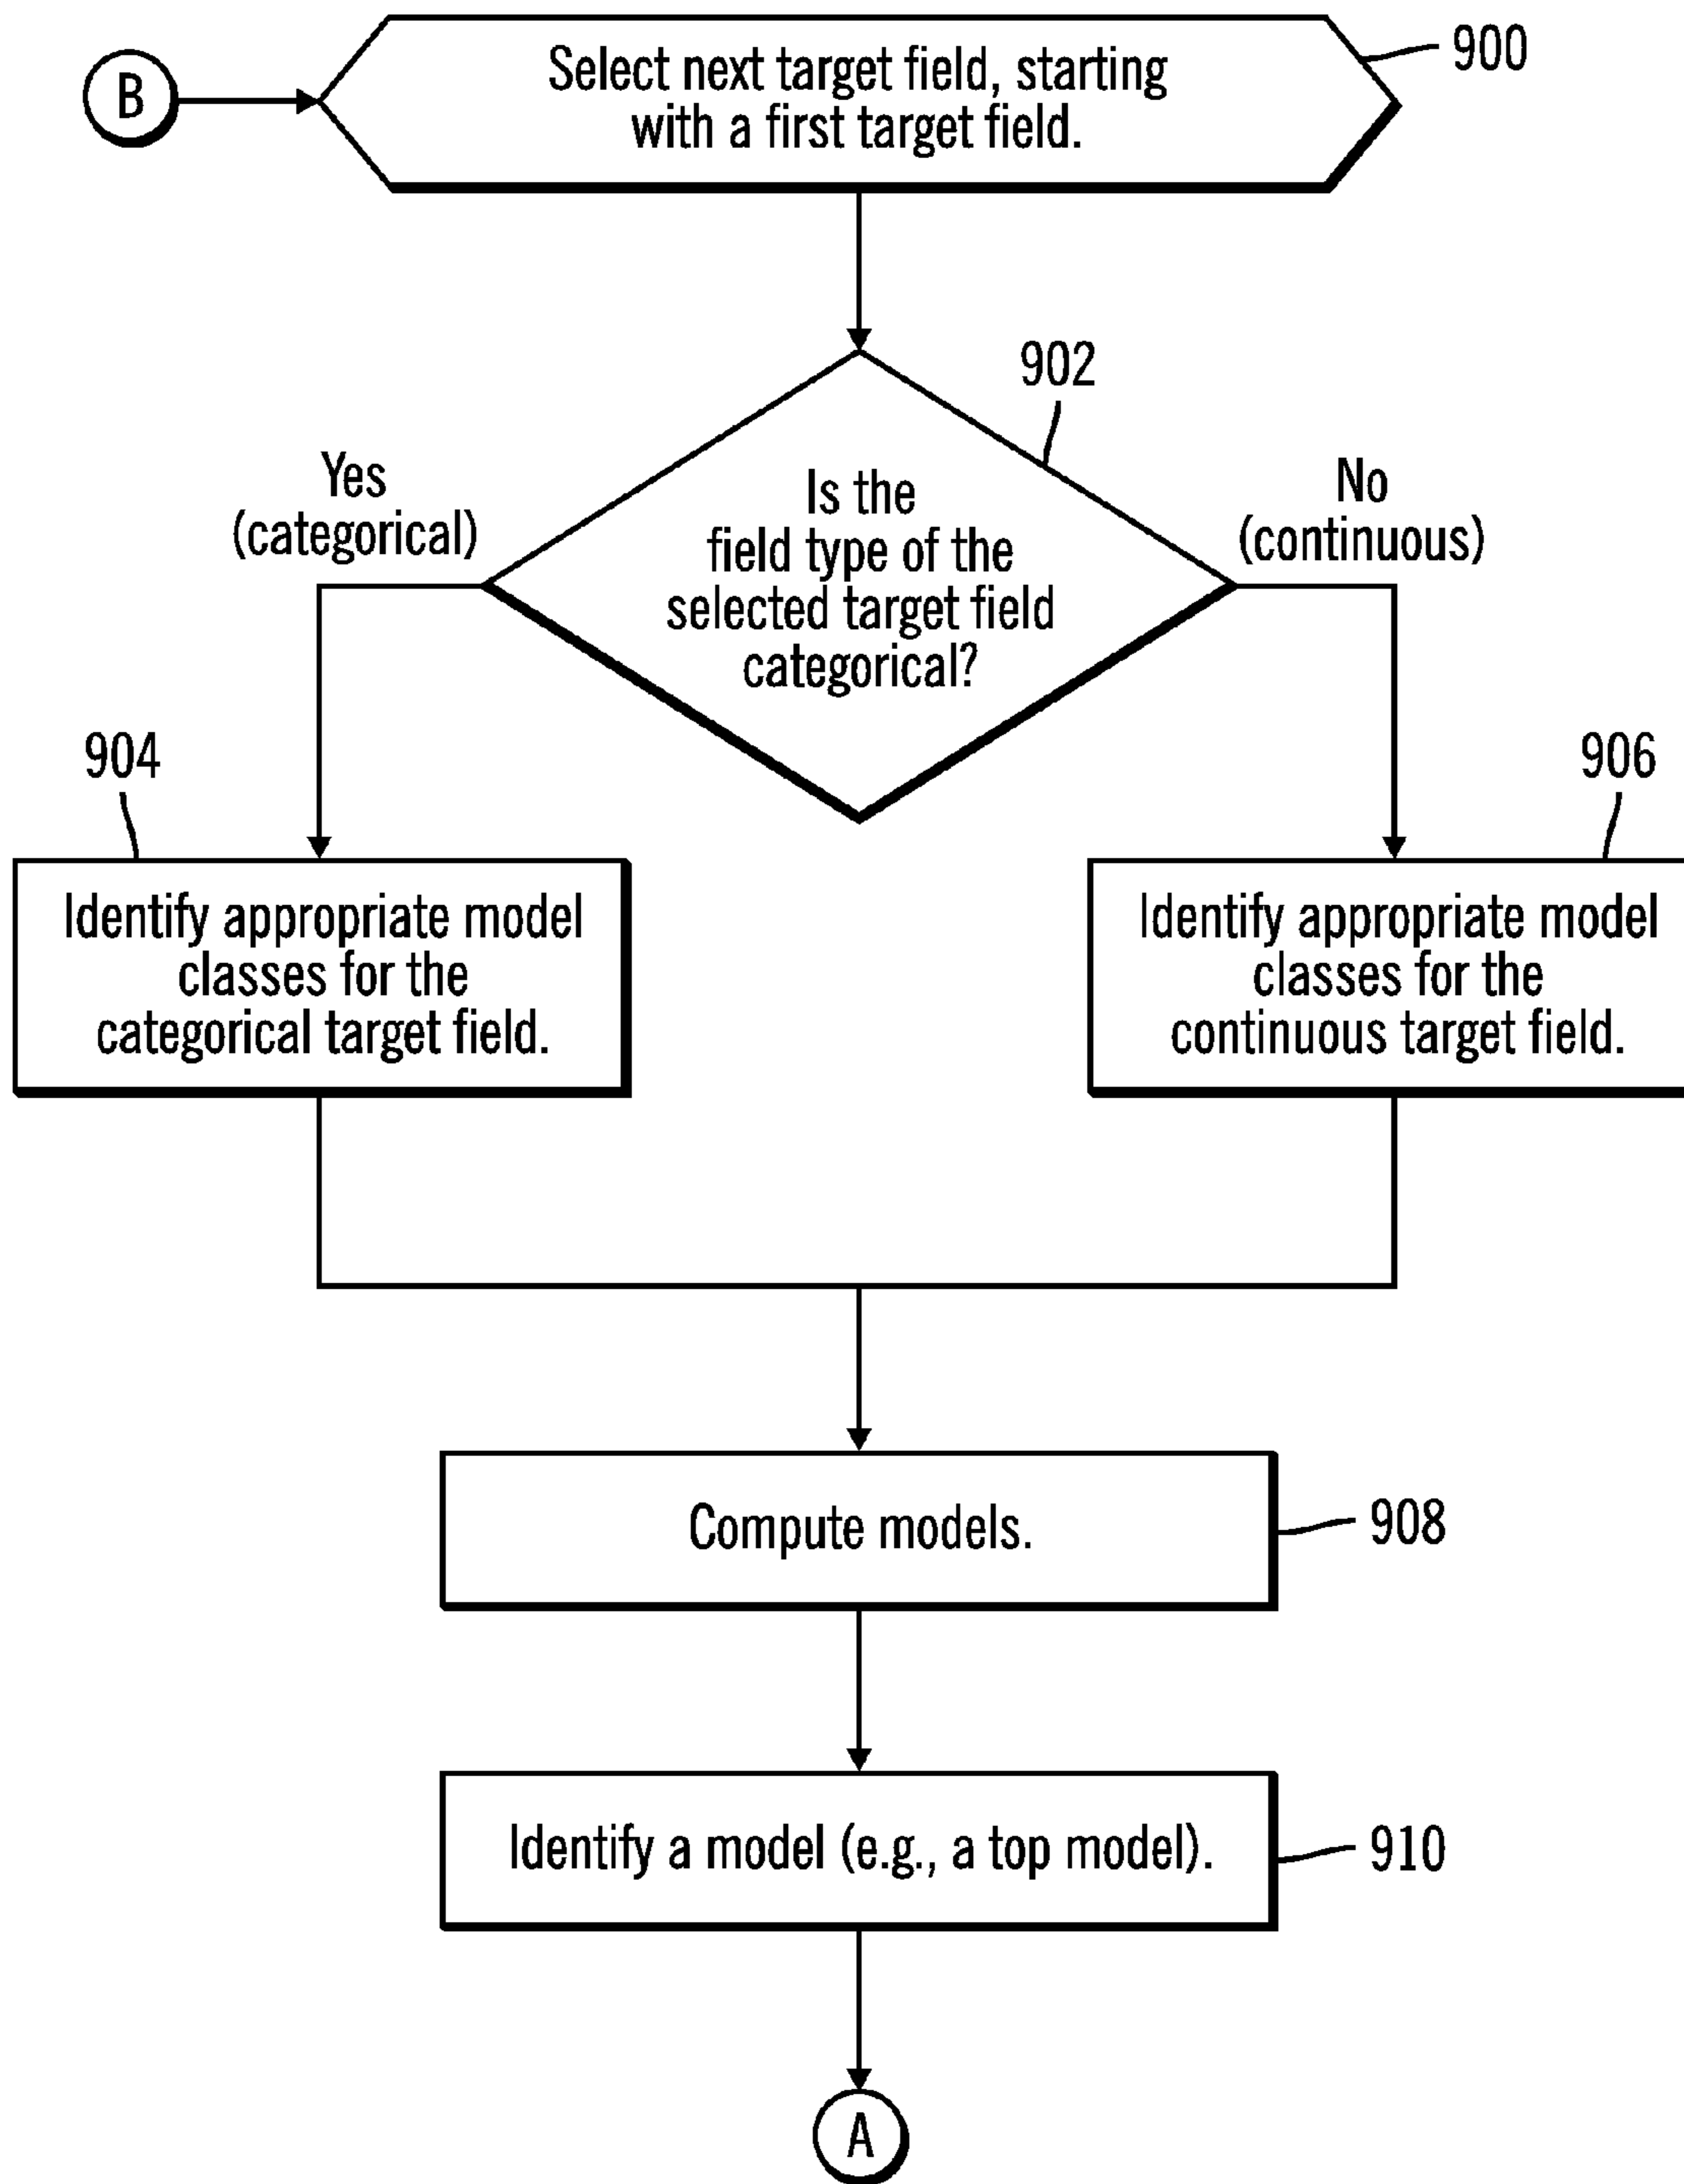 B
Select next target field, starting
with a first target field.
900
902
Yes
(categorical)
Is the
field type of the
selected target field
categorical?
No
(continuous)
904
906
Identify appropriate model
classes for the
categorical target field.
Identify appropriate model
classes for the
continuous target field.
Compute models.
908
Identify a model (e.g., a top model).
910
A